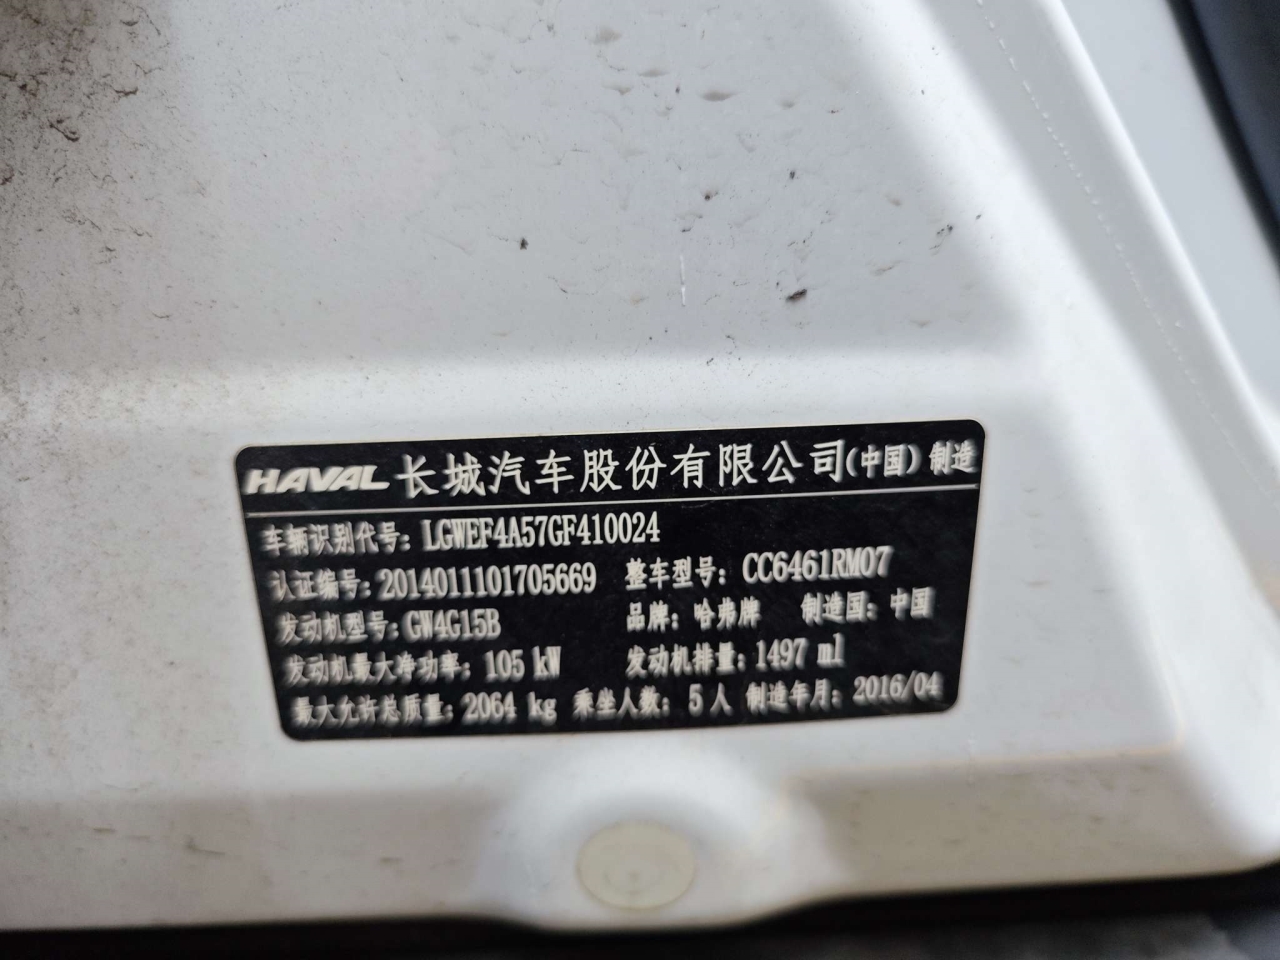 HAVAL 长城汽车股份有限公司(中国)制造
车辆识别代号: LGWEF4A57GF410024
认证编号: 2014011101705669 整车型号: CC6461RM07
发动机型号: GW4G15B 品牌: 哈弗牌 制造国: 中国
发动机最大净功率: 105 kW 发动机排量: 1497 ml
最大允许总质量: 2064 kg 乘坐人数: 5人 制造年月: 2016/04